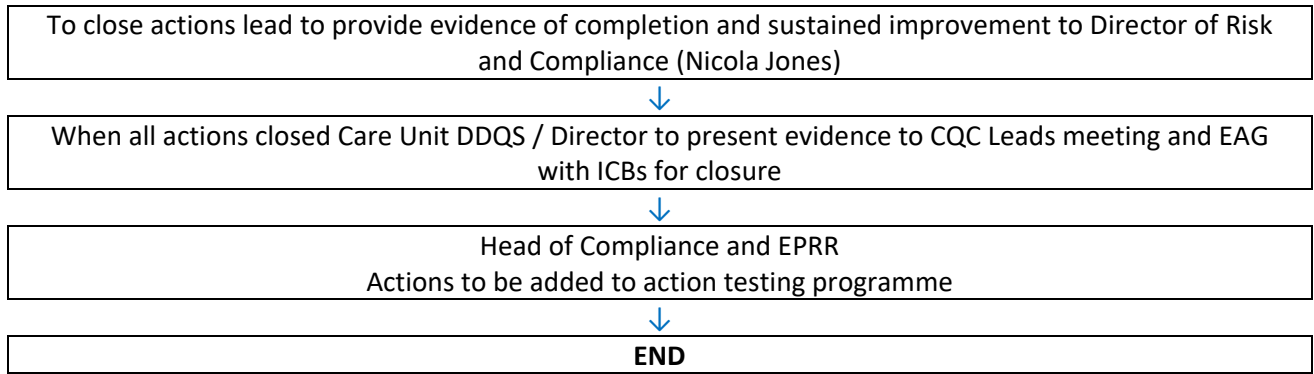 To close actions lead to provide evidence of completion and sustained improvement to Director of Risk
and Compliance (Nicola Jones)
↓
When all actions closed Care Unit DDQS / Director to present evidence to CQC Leads meeting and EAG
with ICBs for closure
↓
Head of Compliance and EPRR
Actions to be added to action testing programme
↓
END